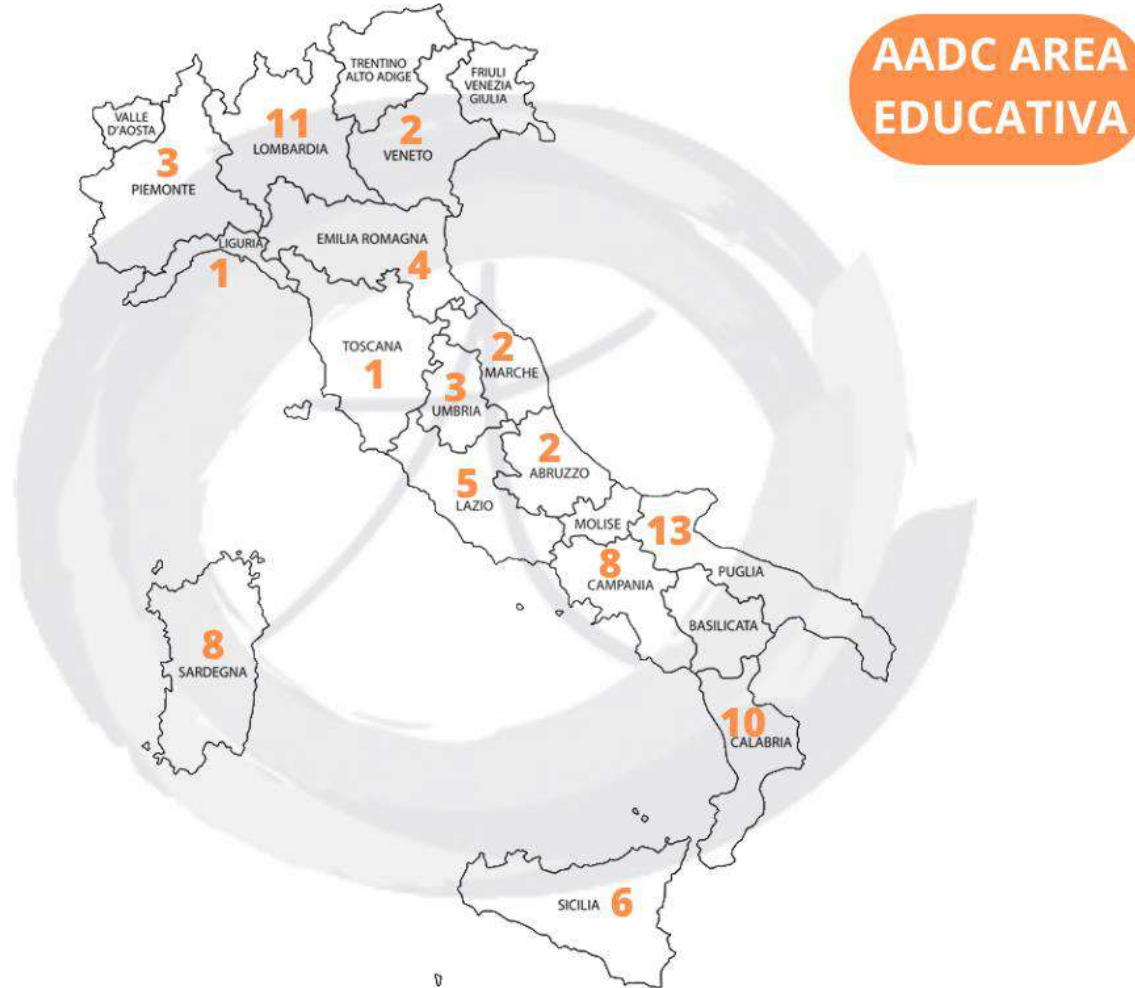 AADC AREA
EDUCATIVA
TRENTINO
ALTO ADIGE
FRIULI
VENEZIA
GIULIA
VALLE
D'AOSTA
11
LOMBARDIA
2
VENETO
3
PIEMONTE
LIGURIA
1
EMILIA ROMAGNA
4
TOSCANA
1
2
MARCHE
3
UMBRIA
2
ABRUZZO
5
LAZIO
MOLISE
13
PUGLIA
8
CAMPANIA
BASILICATA
8
SARDEGNA
10
CALABRIA
SICILIA 6